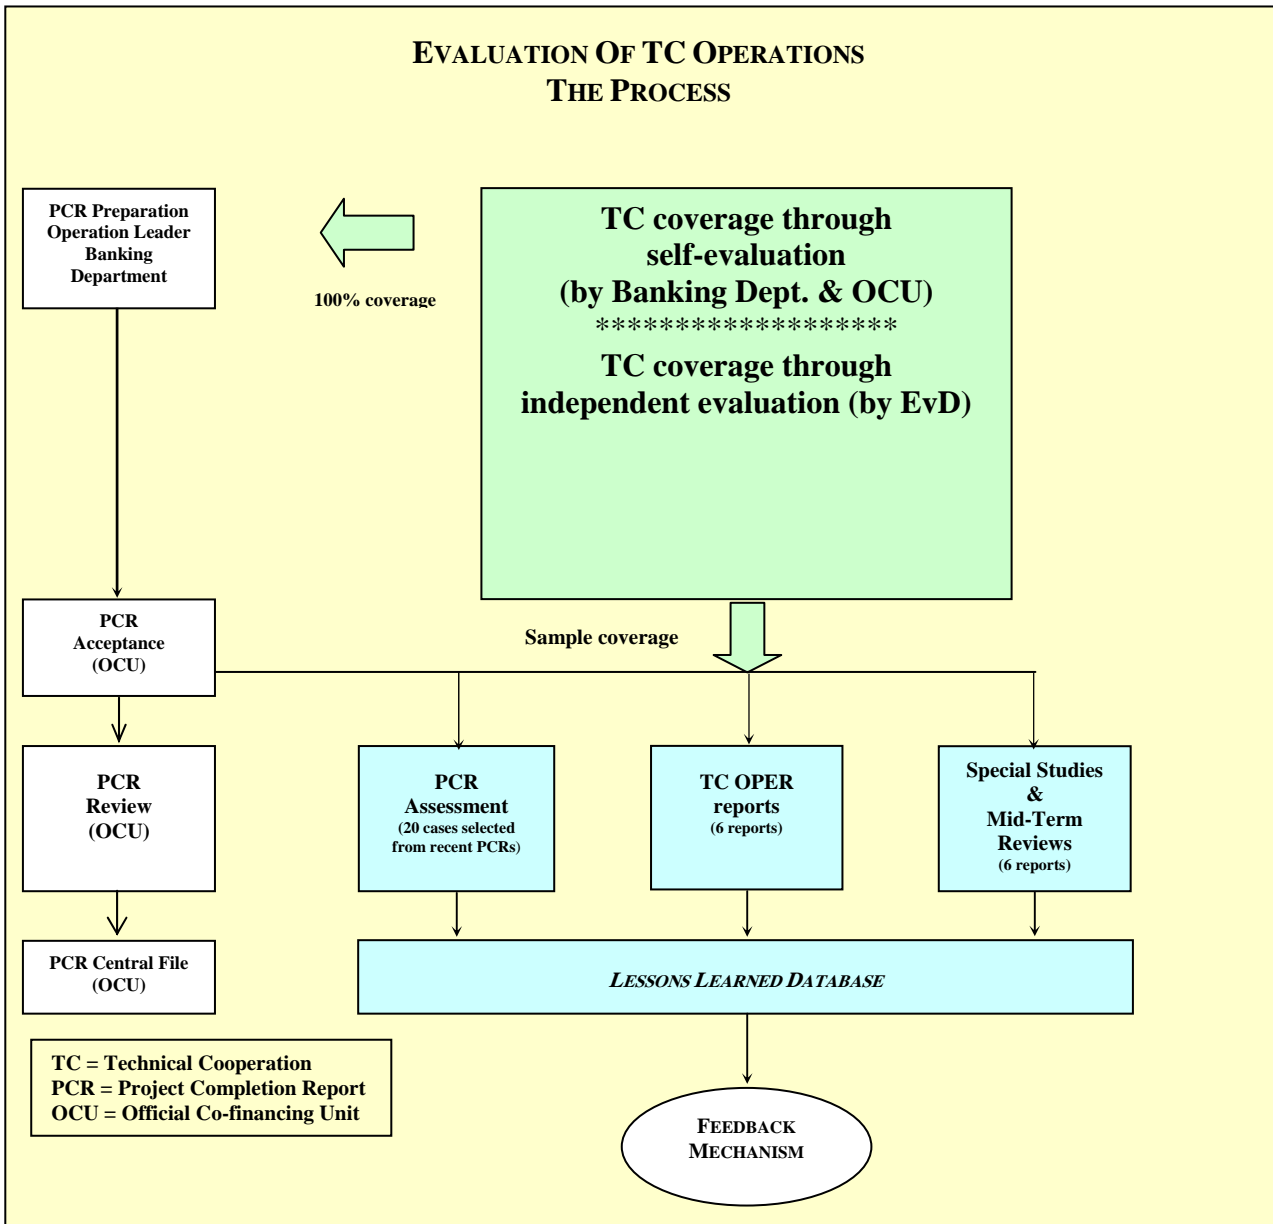 EVALUATION OF TC OPERATIONS
THE PROCESS
PCR Preparation
Operation Leader
Banking
Department
100% coverage
TC coverage through
self-evaluation
(by Banking Dept. & OCU)
*******************
TC coverage through
independent evaluation (by EvD)
Sample coverage
PCR
Acceptance
(OCU)
PCR
Review
(OCU)
PCR
Assessment
(20 cases selected
from recent PCRs)
TC OPER
reports
(6 reports)
Special Studies
&
Mid-Term
Reviews
(6 reports)
PCR Central File
(OCU)
LESSONS LEARNED DATABASE
TC = Technical Cooperation
PCR = Project Completion Report
OCU = Official Co-financing Unit
FEEDBACK
MECHANISM